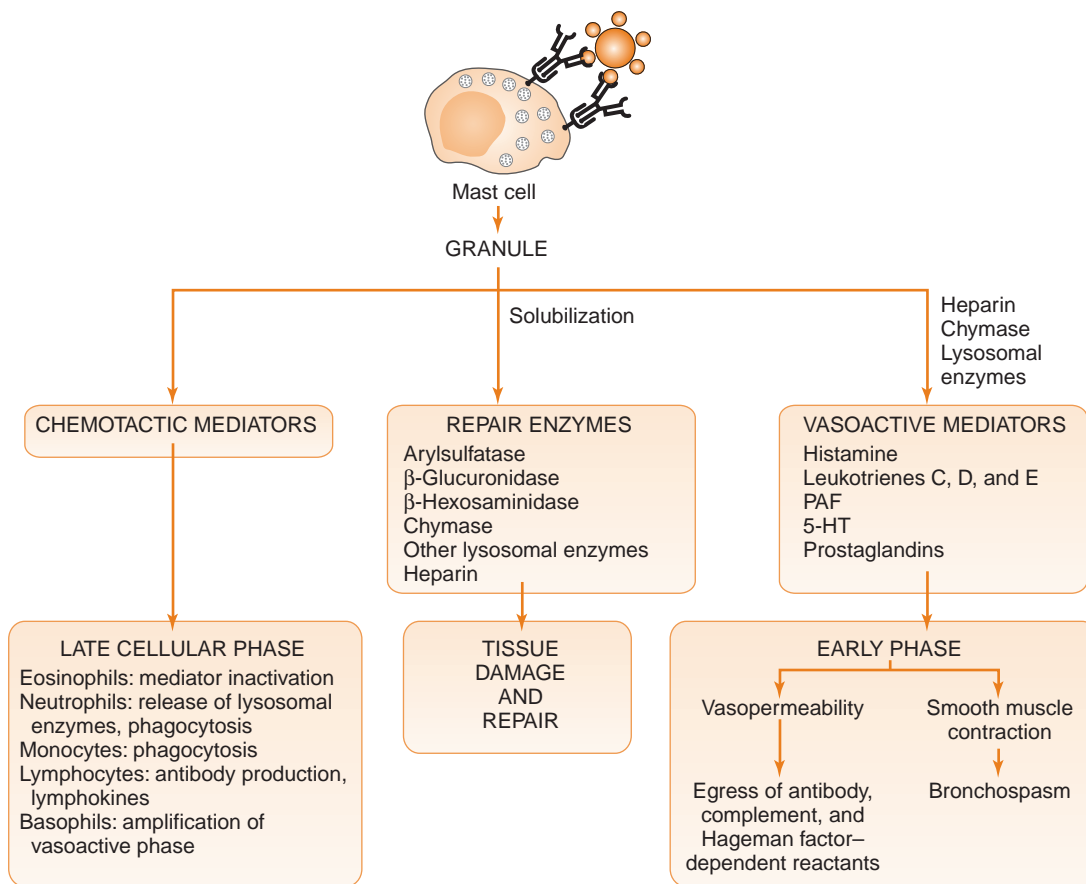 Mast cell
GRANULE
Solubilization
Heparin
Chymase
Lysosomal
enzymes
CHEMOTACTIC MEDIATORS
REPAIR ENZYMES
Arylsulfatase
β-Glucuronidase
β-Hexosaminidase
Chymase
Other lysosomal enzymes
Heparin
VASOACTIVE MEDIATORS
Histamine
Leukotrienes C, D, and E
PAF
5-HT
Prostaglandins
LATE CELLULAR PHASE
Eosinophils: mediator inactivation
Neutrophils: release of lysosomal
enzymes, phagocytosis
Monocytes: phagocytosis
Lymphocytes: antibody production,
lymphokines
Basophils: amplification of
vasoactive phase
TISSUE
DAMAGE
AND
REPAIR
EARLY PHASE
Vasopermeability
Egress of antibody,
complement, and
Hageman factor–
dependent reactants
Smooth muscle
contraction
Bronchospasm